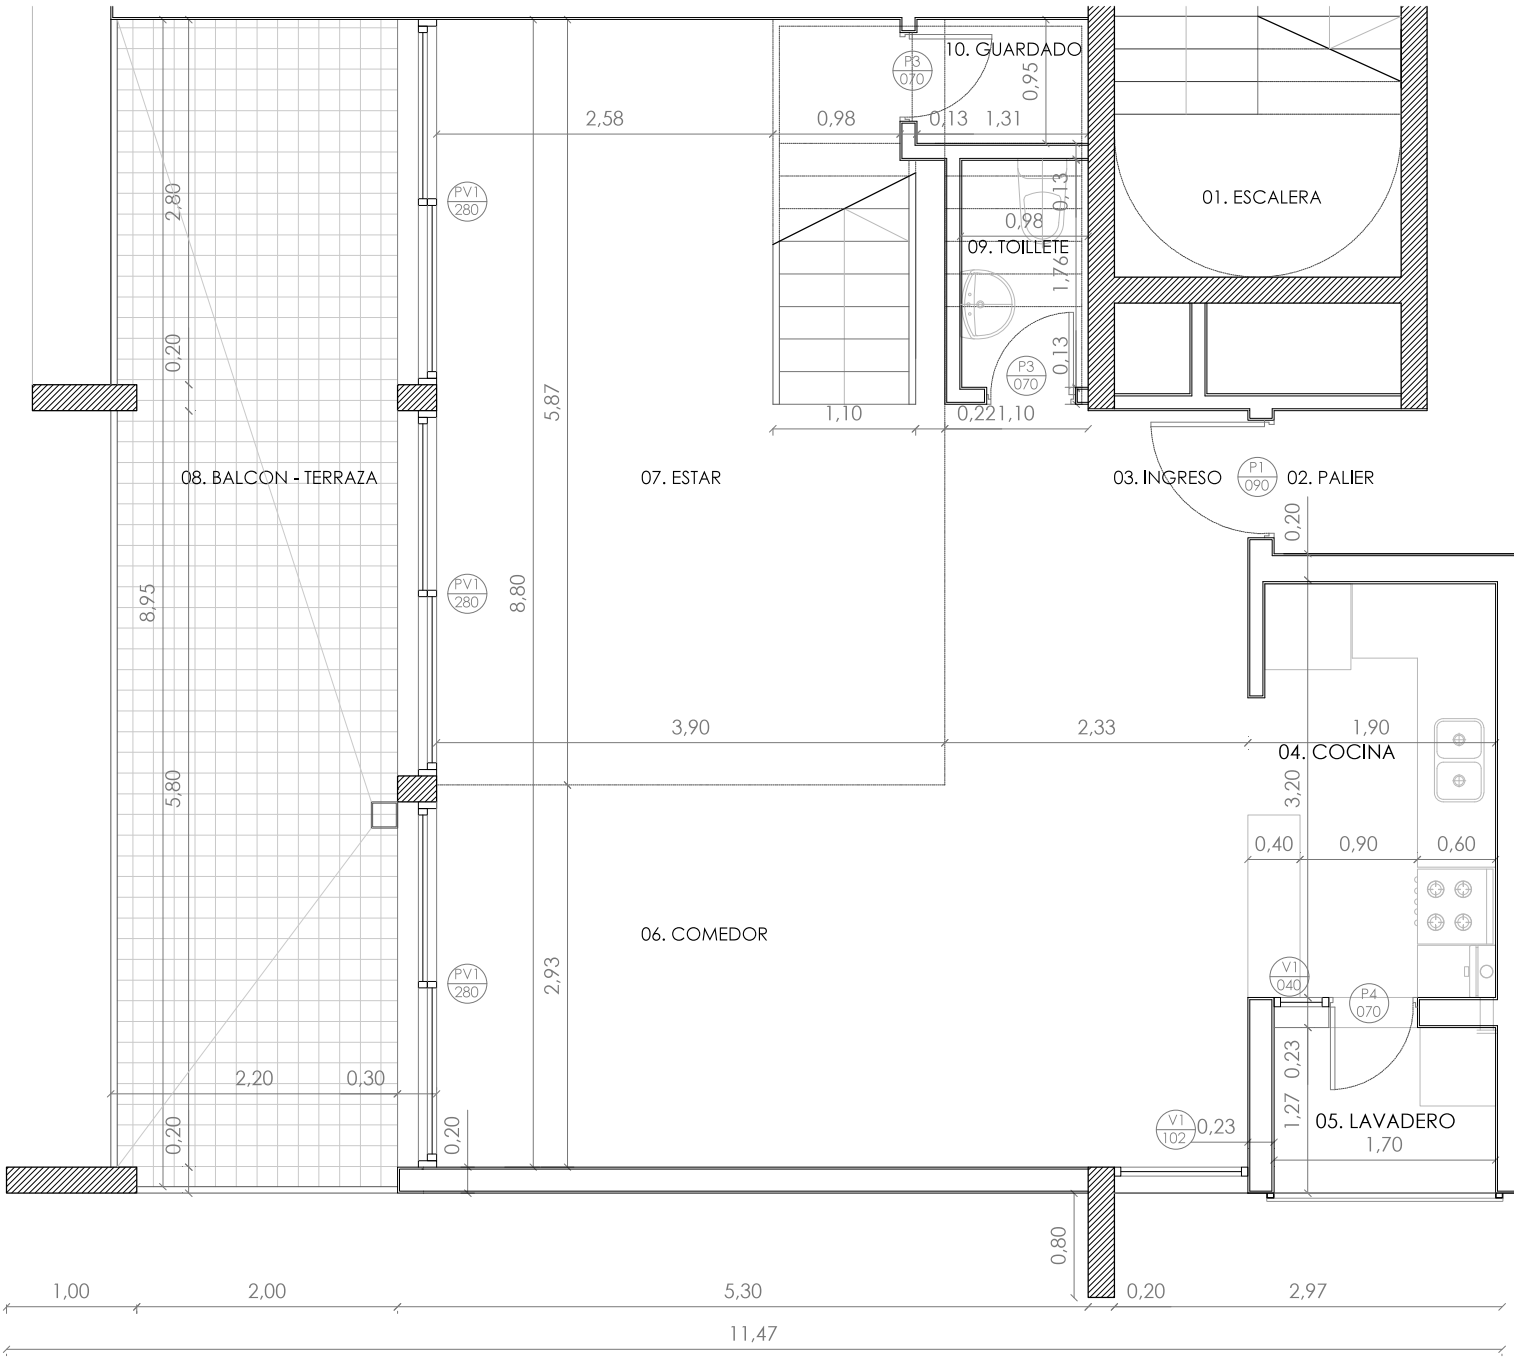 10. GUARDADO
P3
070
0,95
2,58
0,98
0,13
1,31
01. ESCALERA
2,80
PV1
280
0,13
0,98
09. TOILLETE
1,76
0,20
0,13
P3
070
5,87
1,10
0,22
1,10
08. BALCON - TERRAZA
07. ESTAR
03. INGRESO
P1
090
02. PALIER
0,20
8,95
PV1
280
8,80
3,90
2,33
1,90
04. COCINA
5,80
3,20
0,40
0,90
0,60
06. COMEDOR
2,93
PV1
280
V1
040
P4
070
2,20
0,30
0,23
0,20
0,20
V1
102
0,23
1,27
05. LAVADERO
1,70
0,80
1,00
2,00
5,30
0,20
2,97
11,47